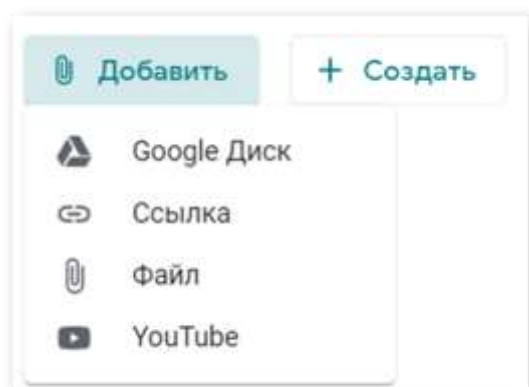 Добавить
+ Создать
Google Диск
Ссылка
Файл
YouTube